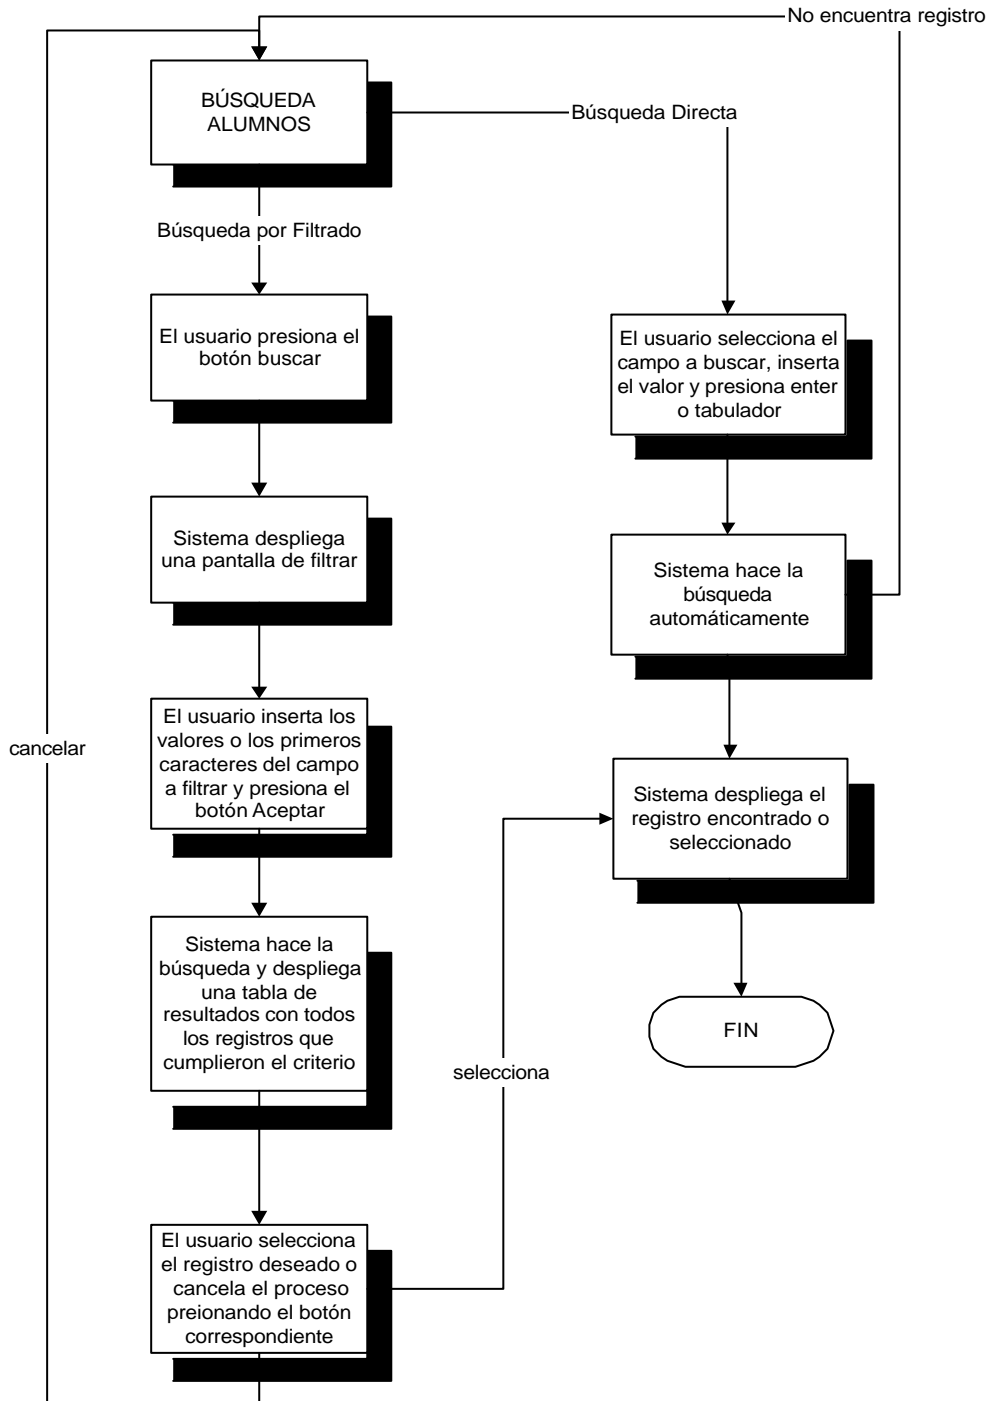 No encuentra registro
BÚSQUEDA
ALUMNOS
Búsqueda Directa
Búsqueda por Filtrado
El usuario presiona el
botón buscar
El usuario selecciona el
campo a buscar, inserta
el valor y presiona enter
o tabulador
Sistema despliega
una pantalla de filtrar
Sistema hace la
búsqueda
automáticamente
El usuario inserta los
valores o los primeros
caracteres del campo
a filtrar y presiona el
botón Aceptar
cancelar
Sistema despliega el
registro encontrado o
seleccionado
Sistema hace la
búsqueda y despliega
una tabla de
resultados con todos
los registros que
cumplieron el criterio
FIN
selecciona
El usuario selecciona
el registro deseado o
cancela el proceso
preionando el botón
correspondiente